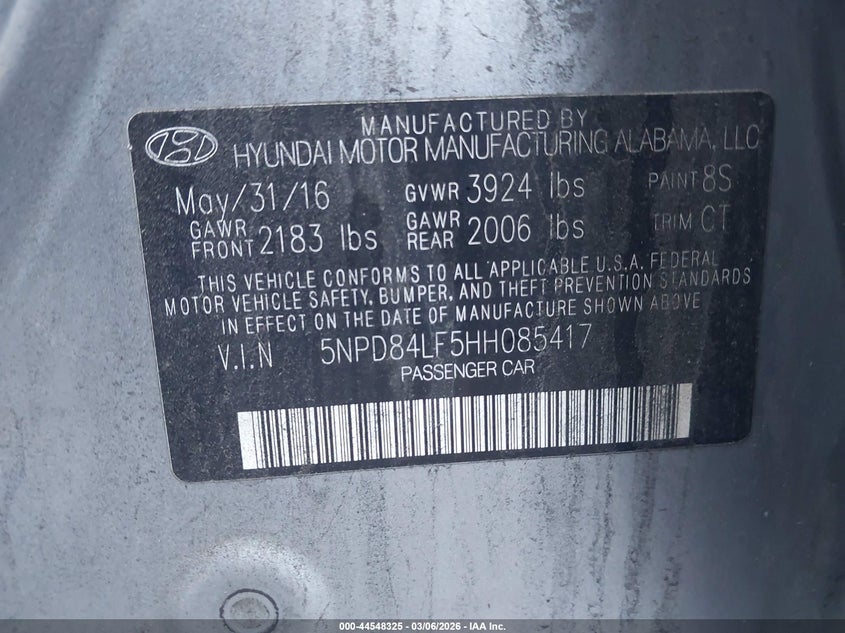 MANUFACTURED BY
HYUNDAI MOTOR MANUFACTURING ALABAMA, LLC
May/31/16 GVWR 3924 lbs PAINT 8S
GAWR FRONT 2183 lbs GAWR REAR 2006 lbs TRIM CT
THIS VEHICLE CONFORMS TO ALL APPLICABLE U.S.A. FEDERAL
MOTOR VEHICLE SAFETY, BUMPER, AND THEFT PREVENTION STANDARDS
IN EFFECT ON THE DATE OF MANUFACTURE SHOWN ABOVE
V.I.N 5NPD84LF5HH085417
PASSENGER CAR
000-44548325 | 03/06/2026 - IAA Inc.